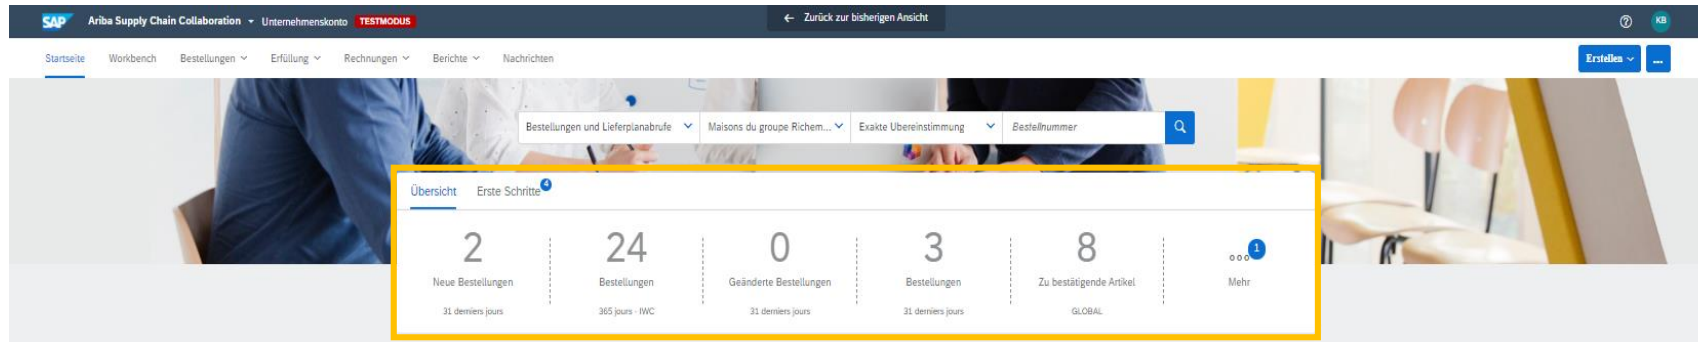 SAP Ariba Supply Chain Collaboration Unternehmenskonto TESTMODUS ← Zurück zur bisherigen Ansicht ? KB
Startseite Workbench Bestellungen Erfüllung Rechnungen Berichte Nachrichten Erstellen ...
Bestellungen und Lieferplanabrufe Maisons du groupe Richem... Exakte Übereinstimmung Bestellnummer
Übersicht Erste Schritte 4
2 24 0 3 8 1
Neue Bestellungen Bestellungen Geänderte Bestellungen Bestellungen Zu bestätigende Artikel Mehr
31 derniers jours 365 jours - IWC 31 derniers jours 31 derniers jours GLOBAL